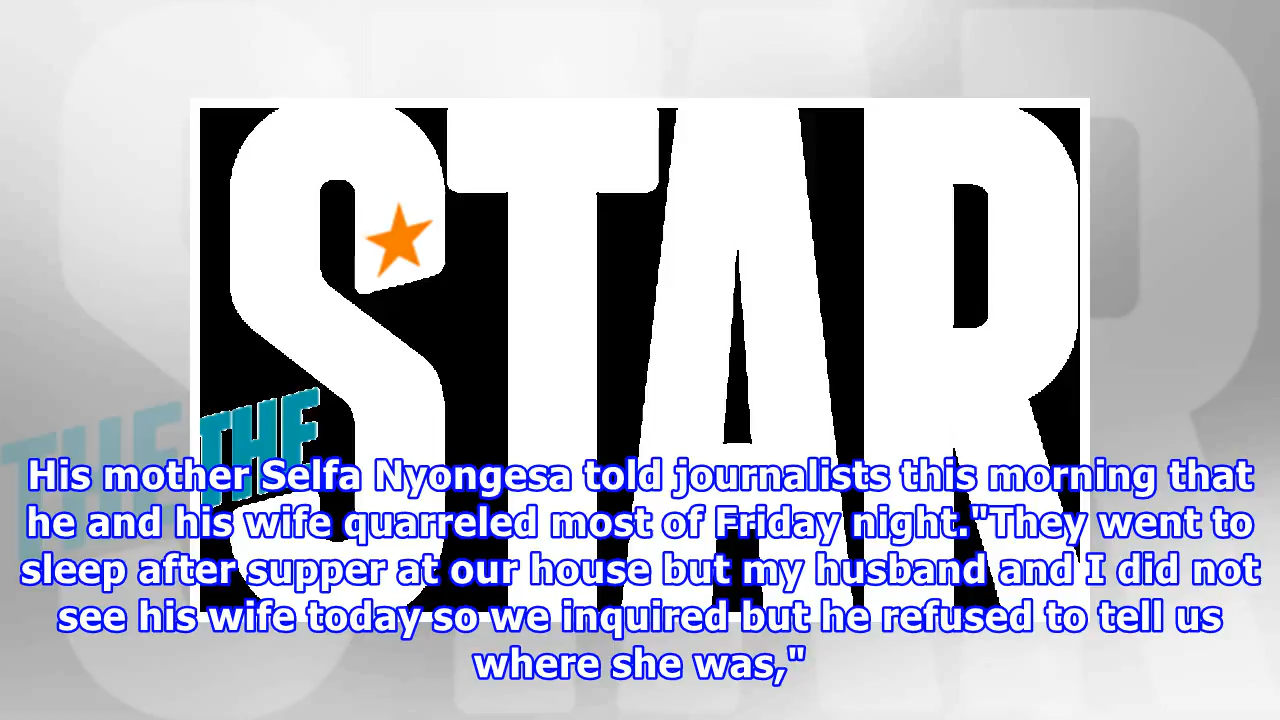 THE
STAR
His mother Selfa Nyongesa told journalists this morning that
he and his wife quarreled most of Friday night."They went to
sleep after supper at our house but my husband and I did not
see his wife today so we inquired but he refused to tell us
where she was,"